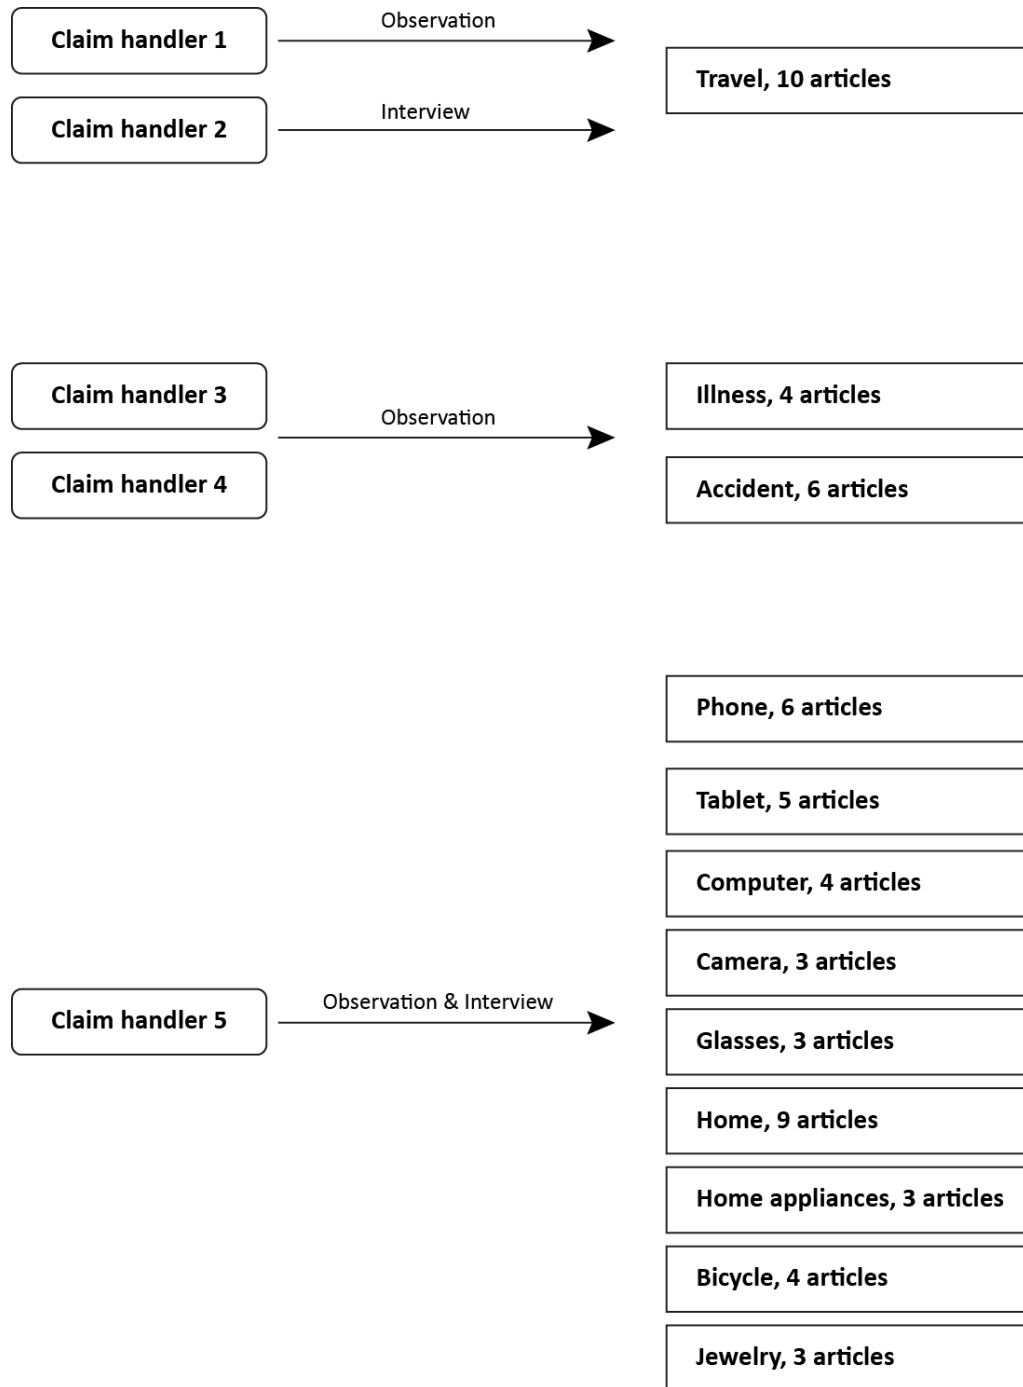 Claim handler 1
Observation
Travel, 10 articles
Claim handler 2
Interview
Claim handler 3
Observation
Illness, 4 articles
Claim handler 4
Accident, 6 articles
Phone, 6 articles
Tablet, 5 articles
Computer, 4 articles
Camera, 3 articles
Claim handler 5
Observation & Interview
Glasses, 3 articles
Home, 9 articles
Home appliances, 3 articles
Bicycle, 4 articles
Jewelry, 3 articles